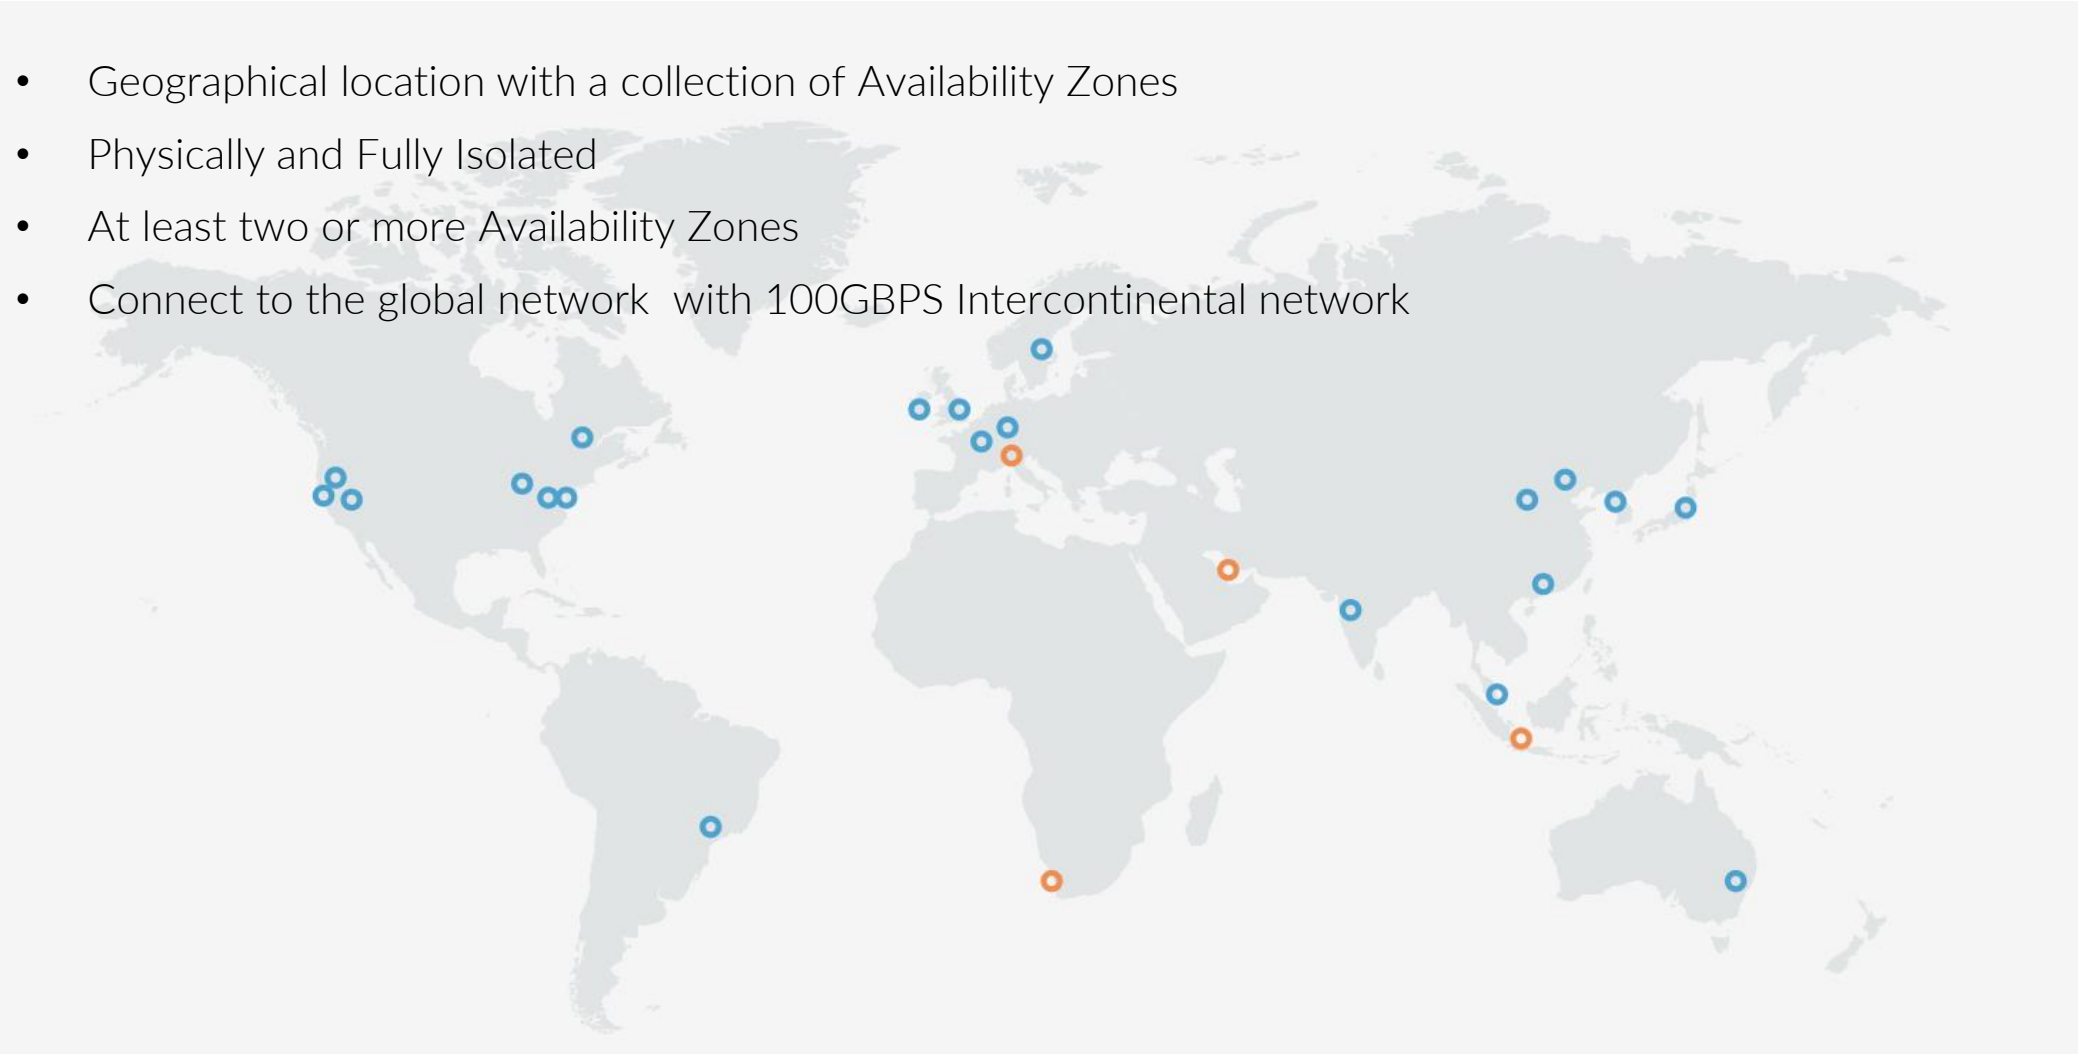 • Geographical location with a collection of Availability Zones
• Physically and Fully Isolated
• At least two or more Availability Zones
• Connect to the global network  with 100GBPS Intercontinental network